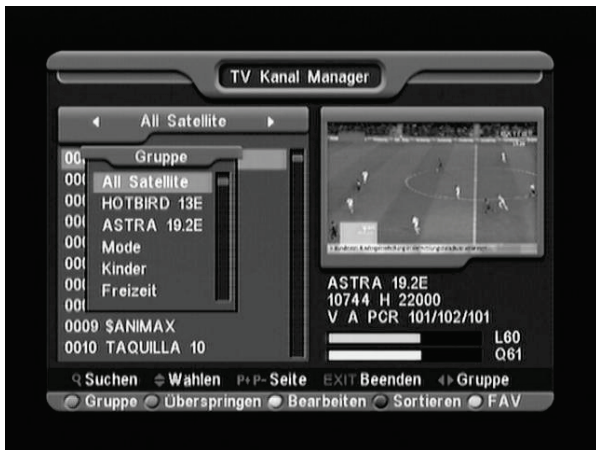 TV Kanal Manager
All Satellite
Gruppe
All Satellite
HOTBIRD 13E
ASTRA 19.2E
Mode
Kinder
Freizeit
0009 $ANIMAX
0010 TAQUILLA 10
ASTRA 19.2E
10744 H 22000
V A PCR 101/102/101
L60
Q61
Suchen Wählen P+P- Seite EXIT Beenden Gruppe
Gruppe Überspringen Bearbeiten Sortieren FAV